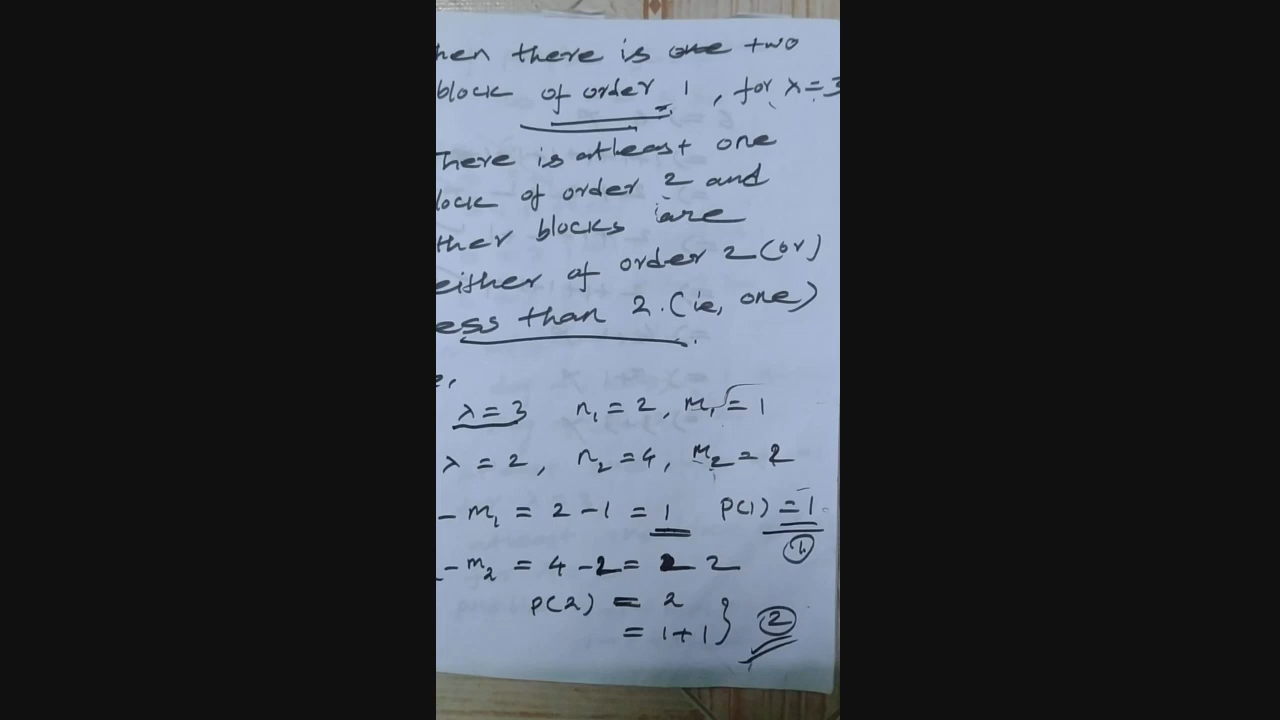 hen there is one two
block of order 1, for λ=3
There is atleast one
lock of order 2 and
ther blocks are
either of order 2 (or)
ess than 2. (ie, one)
e,
λ = 3 n₁ = 2, m₁ = 1
λ = 2, n₂ = 4, m₂ = 2
- m₁ = 2 - 1 = 1 P(1) = 1
①
- m₂ = 4 - 2 = 2 2
P(2) = 2
= 1+1 } ②